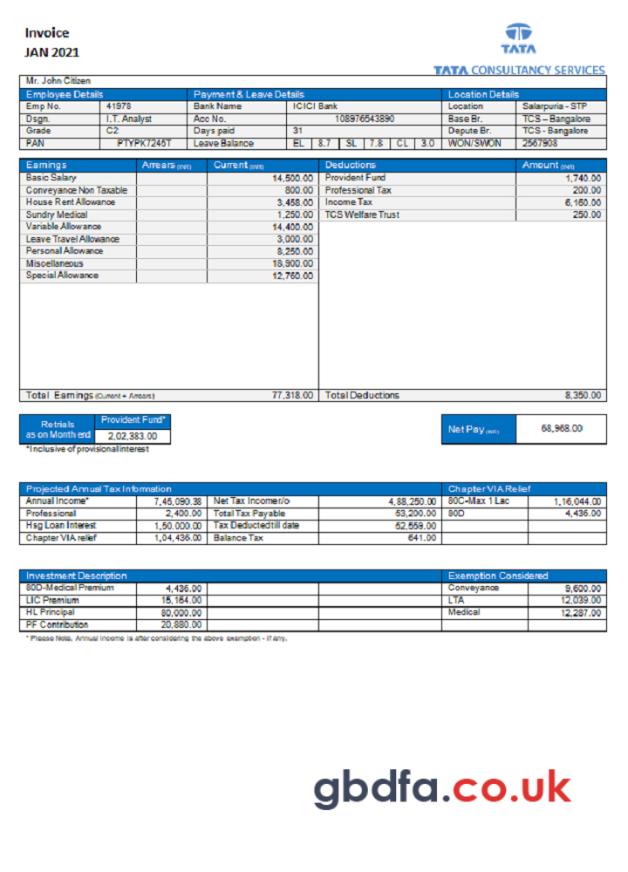 Invoice
JAN 2021
TATA
TATA CONSULTANCY SERVICES
Mr. John Citizen
Employee Details Payment & Leave Details Location Details
Emp No. 41978 Bank Name ICICI Bank Location Salarpuria - STP
Dsgn. I.T. Analyst Acc No. 108976543890 Base Br. TCS – Bangalore
Grade C2 Days paid 31 Depute Br. TCS - Bangalore
PAN PTYPK7245T Leave Balance EL 8.7 SL 7.8 CL 3.0 WON/SWON 2567908
Earnings Arrears (INR) Current (INR) Deductions Amount (INR)
Basic Salary 14,500.00 Provident Fund 1,740.00
Conveyance Non Taxable 800.00 Professional Tax 200.00
House Rent Allowance 3,458.00 Income Tax 6,160.00
Sundry Medical 1,250.00 TCS Welfare Trust 250.00
Variable Allowance 14,400.00
Leave Travel Allowance 3,000.00
Personal Allowance 8,250.00
Miscellaneous 18,900.00
Special Allowance 12,760.00
Total Earnings (Current + Arrears) 77,318.00 Total Deductions 8,350.00
Retrials as on Month end Provident Fund* 2,02,383.00 Net Pay (INR) 68,968.00
*Inclusive of provisional interest
Projected Annual Tax Information Chapter VIA Relief
Annual Income* 7,45,090.38 Net Tax Incomer/o 4,88,250.00 80C-Max 1 Lac 1,16,044.00
Professional 2,400.00 Total Tax Payable 53,200.00 80D 4,436.00
Hsg Loan Interest 1,50,000.00 Tax Deductedtill date 52,559.00
Chapter VIA relief 1,04,436.00 Balance Tax 641.00
Investment Description Exemption Considered
80D-Medical Premium 4,436.00 Conveyance 9,600.00
LIC Premium 15,164.00 LTA 12,039.00
HL Principal 80,000.00 Medical 12,287.00
PF Contribution 20,880.00
* Please Note, Annual Income is after considering the above exemption - if any.
gbdfa.co.uk